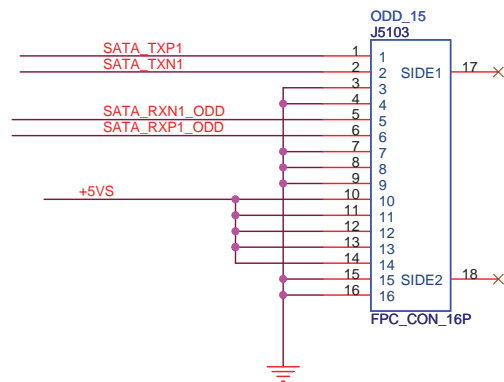 ODD_15
J5103
SATA_TXP1 1 1
SATA_TXN1 2 2 SIDE1 17
3 3
4 4
SATA_RXN1_ODD 5 5
SATA_RXP1_ODD 6 6
7 7
8 8
9 9
+5VS 10 10
11 11
12 12
13 13
14 14
15 15 SIDE2 18
16 16
FPC_CON_16P